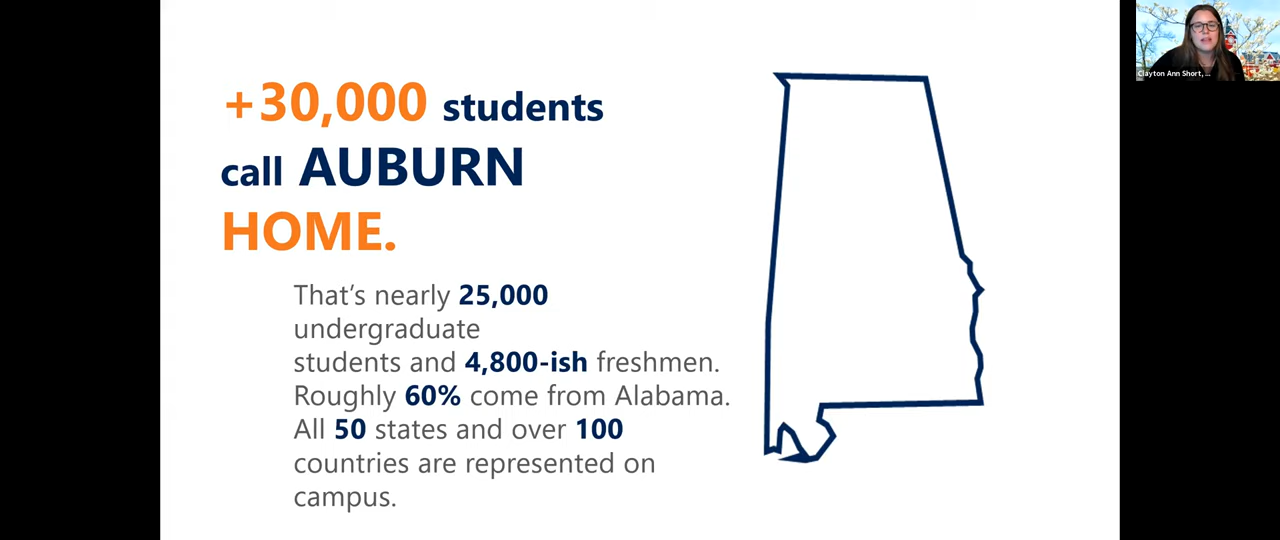 +30,000 students
call AUBURN
HOME.
That's nearly 25,000
undergraduate
students and 4,800-ish freshmen.
Roughly 60% come from Alabama.
All 50 states and over 100
countries are represented on
campus.
Clayton Ann Short, ...